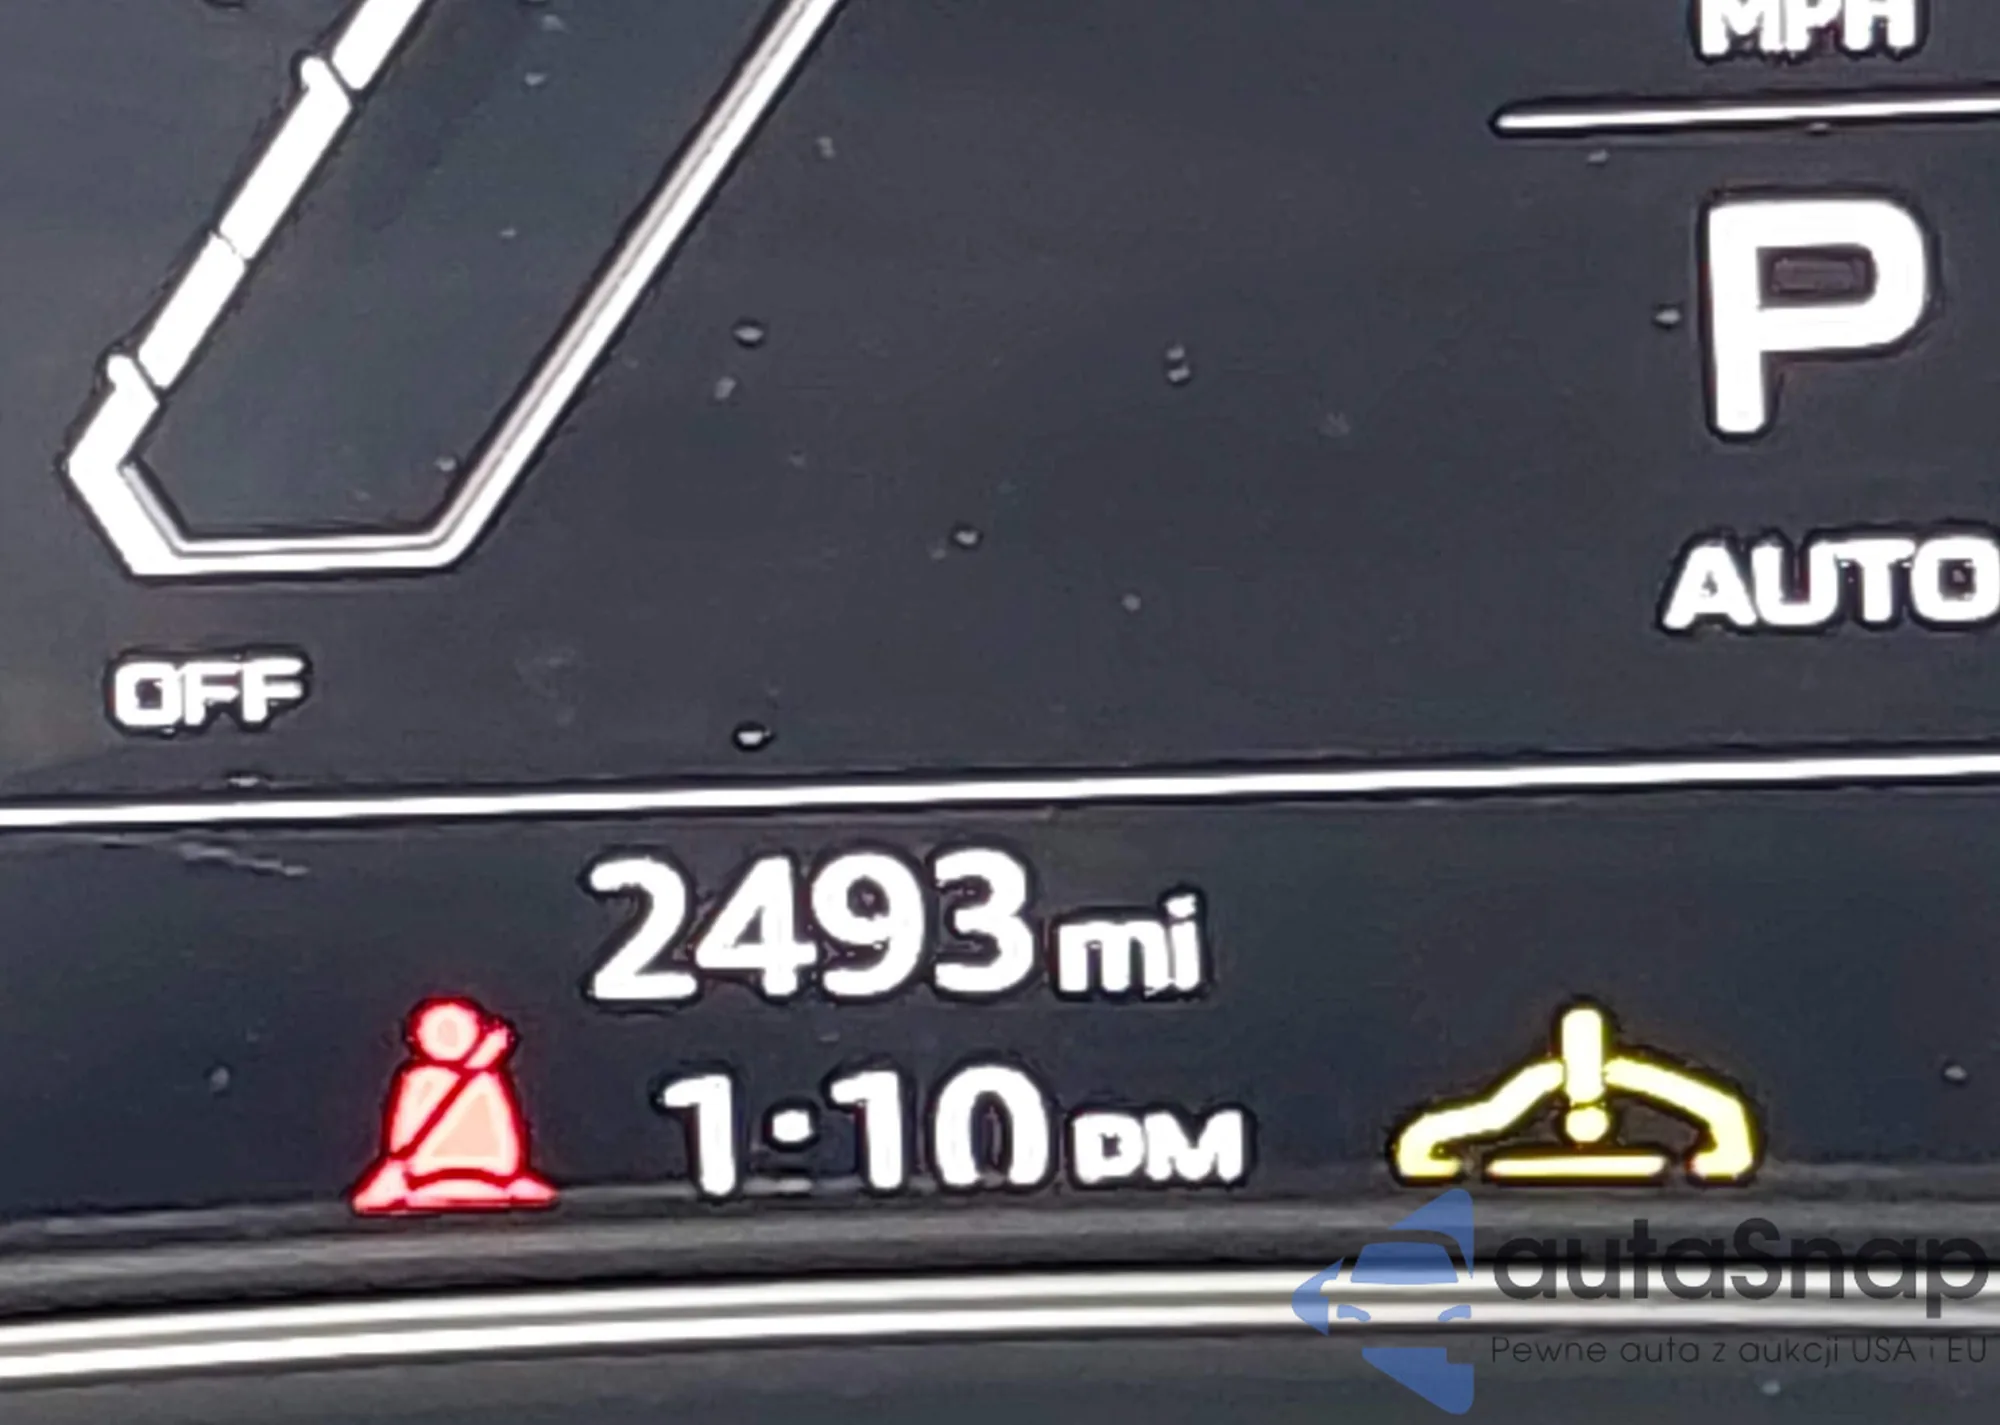 MPH
P
AUTO
OFF
2493 mi
1:10 PM
autaSnap
Pewne auta z aukcji USA i EU